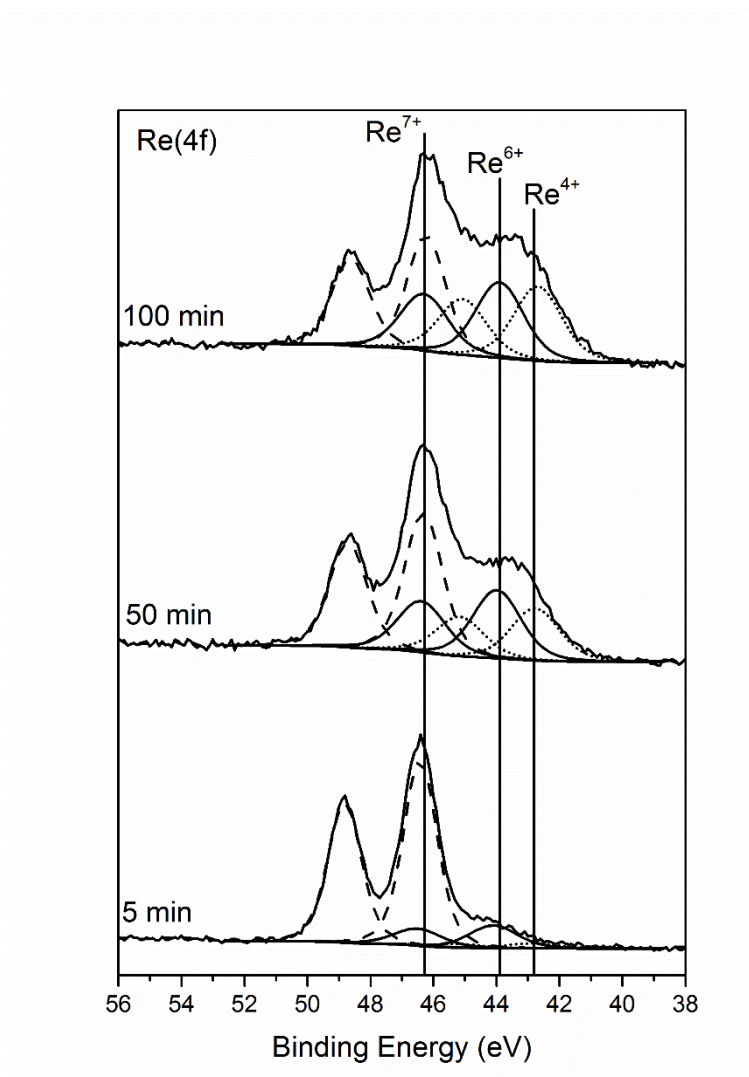 Re(4f)
Re7+
Re6+
Re4+
100 min
50 min
5 min
56 54 52 50 48 46 44 42 40 38
Binding Energy (eV)